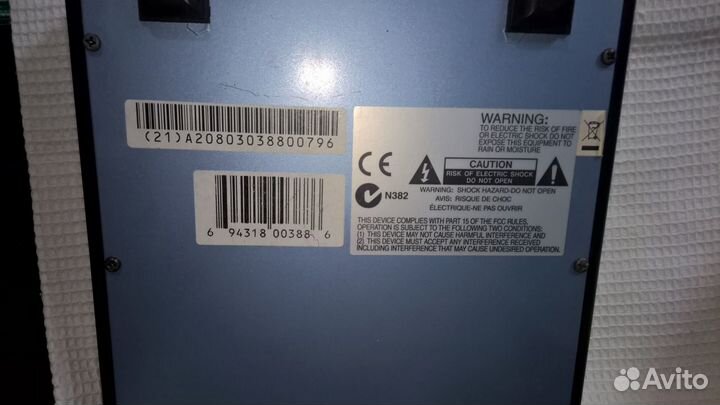 (21)A20803038800796
6 94318 00388 6
CE
N382
WARNING:
TO REDUCE THE RISK OF FIRE
OR ELECTRIC SHOCK DO NOT
EXPOSE THIS EQUIPMENT TO
RAIN OR MOISTURE
CAUTION
RISK OF ELECTRIC SHOCK
DO NOT OPEN
WARNING: SHOCK HAZARD-DO NOT OPEN
AVIS: RISQUE DE CHOC
ÉLECTRIQUE-NE PAS OUVRIR
THIS DEVICE COMPLIES WITH PART 15 OF THE FCC RULES.
OPERATION IS SUBJECT TO THE FOLLOWING TWO CONDITIONS:
(1) THIS DEVICE MAY NOT CAUSE HARMFUL INTERFERENCE AND
(2) THIS DEVICE MUST ACCEPT ANY INTERFERENCE RECEIVED
INCLUDING INTERFERENCE THAT MAY CAUSE UNDESIRED OPERATION.
Avito